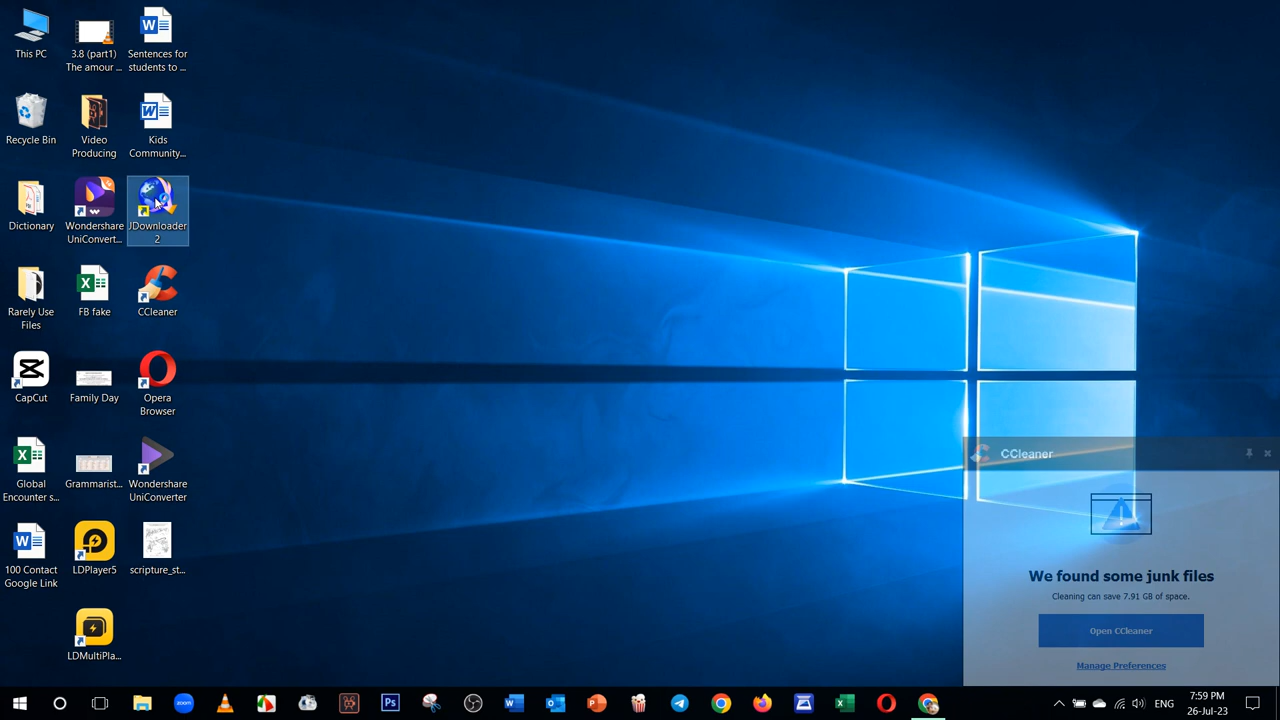 This PC
3.8 (part1)
The amour ...
Sentences for
students to ...
Recycle Bin
Video
Producing
Kids
Community...
Dictionary
Wondershare
UniConvert...
JDownloader
2
Rarely Use
Files
FB fake
CCleaner
CapCut
Family Day
Opera
Browser
Global
Encounter s...
Grammarist...
Wondershare
UniConverter
100 Contact
Google Link
LDPlayer5
scripture_st...
LDMultiPla...
CCleaner
We found some junk files
Cleaning can save 7.91 GB of space.
Open CCleaner
Manage Preferences
zoom
Ps
ENG
7:59 PM
26-Jul-23